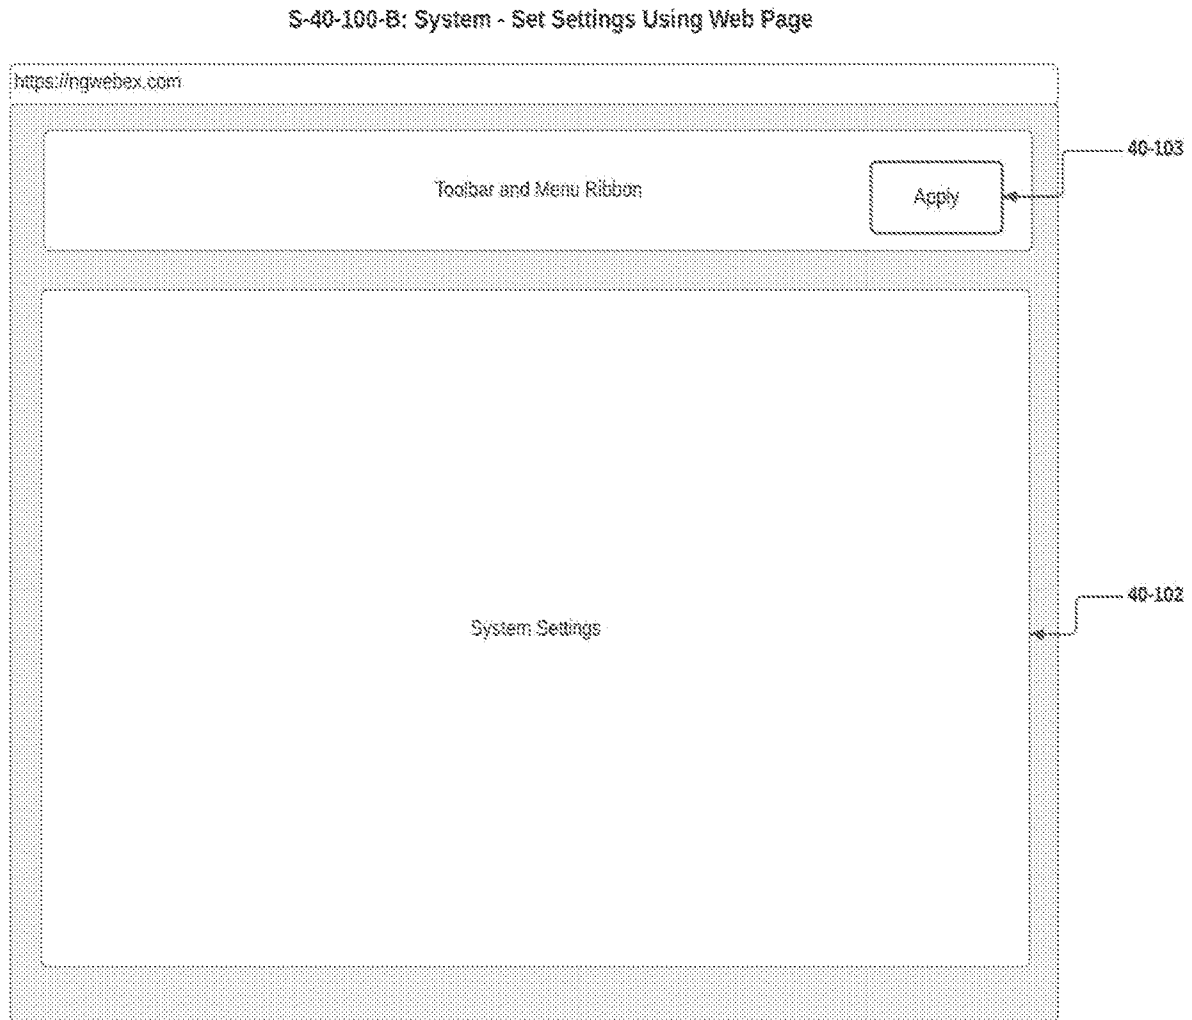 S-40-100-B: System - Set Settings Using Web Page
https://ngwebex.com
40-103
Toolbar and Menu Ribbon
Apply
40-102
System Settings